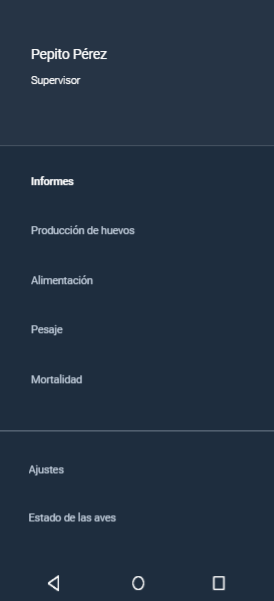 Pepito Pérez
Supervisor
Informes
Producción de huevos
Alimentación
Pesaje
Mortalidad
Ajustes
Estado de las aves